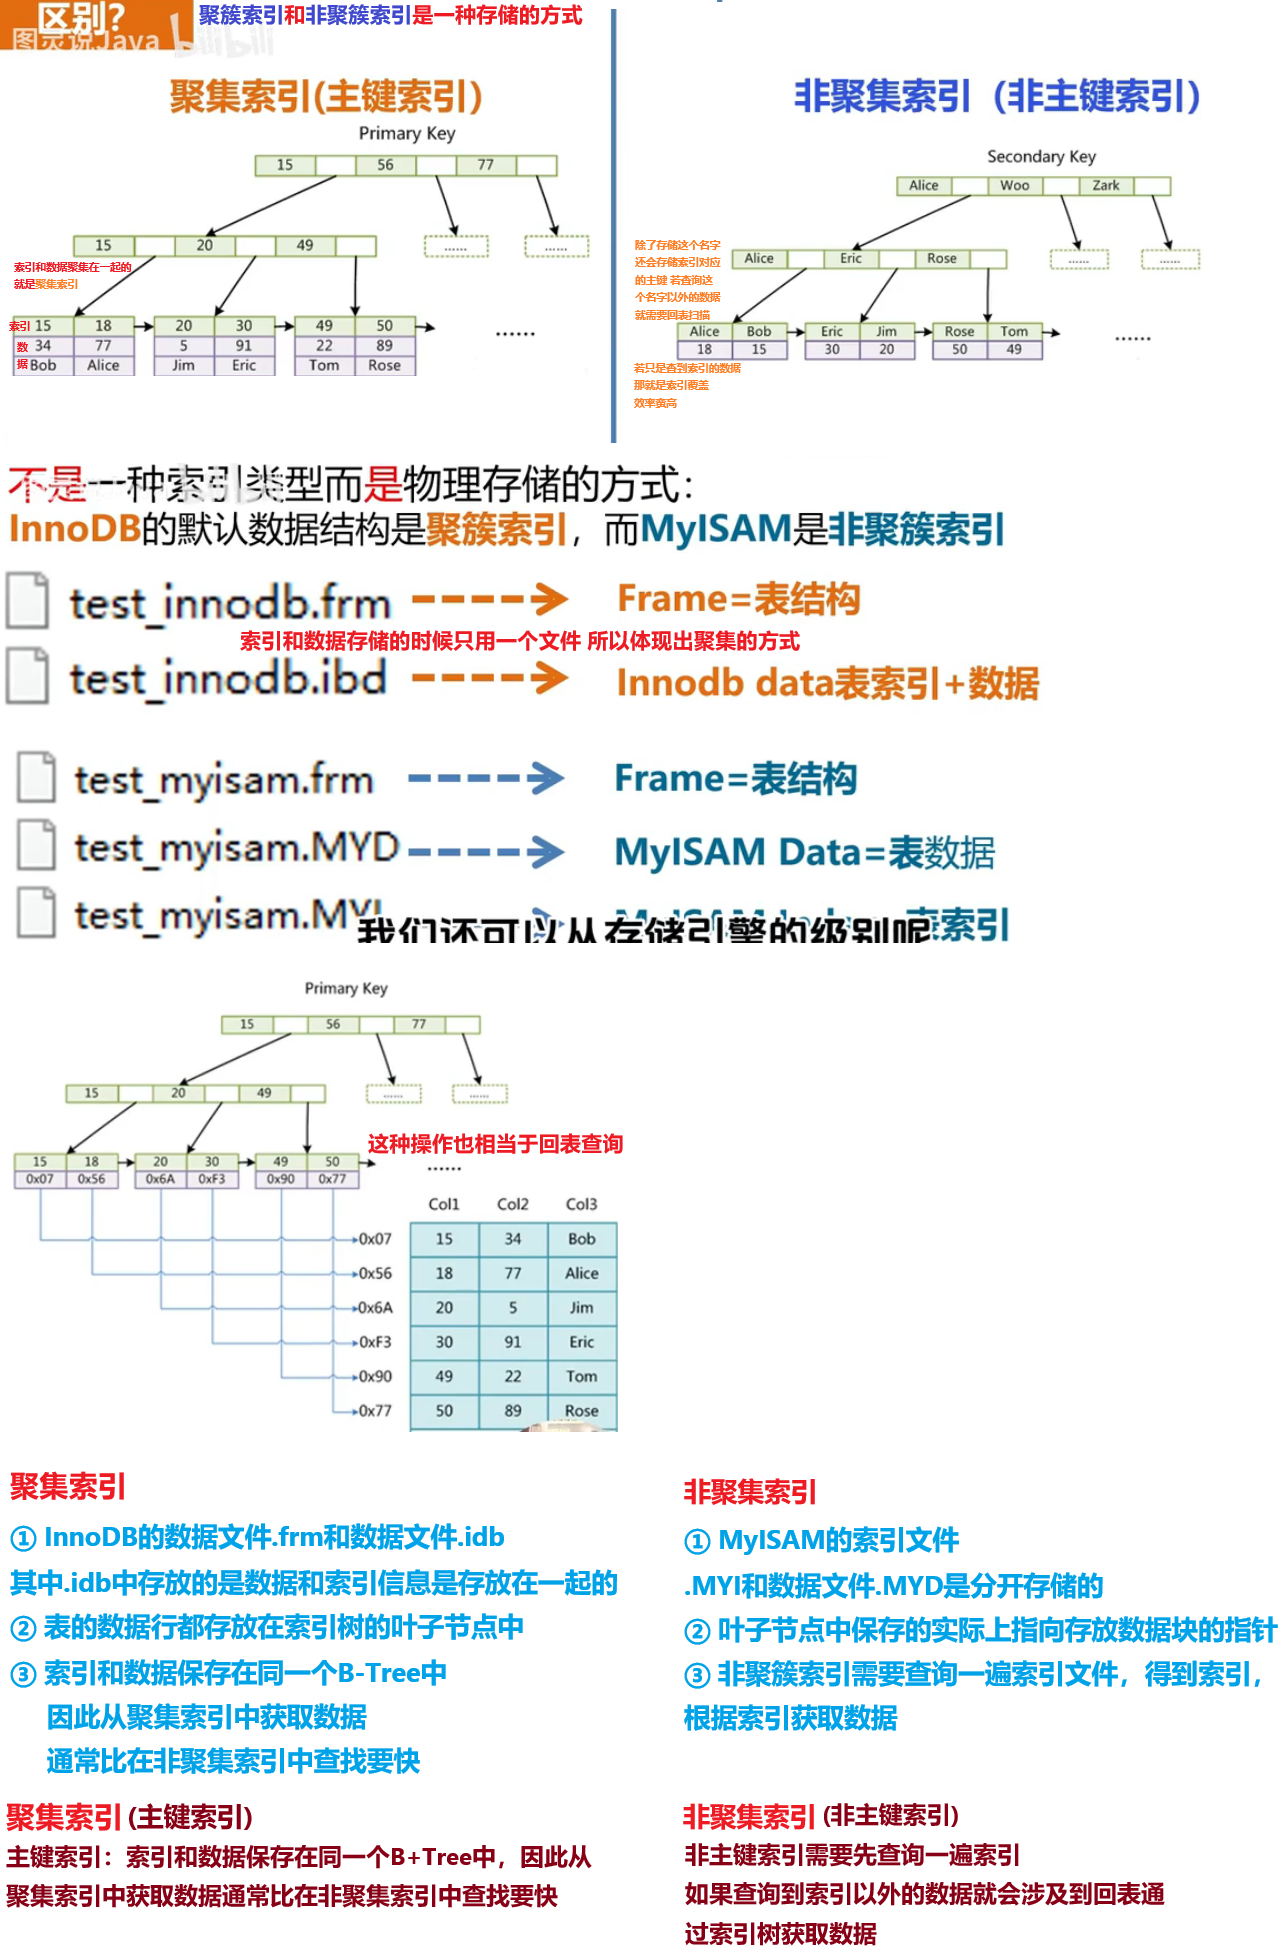 区别？
图灵说Java bilibili
聚簇索引和非聚簇索引是一种存储的方式
聚集索引(主键索引)
Primary Key
15 56 77
15 20 49
...... ......
索引和数据聚集在一起的
就是聚集索引
索引 15 18 20 30 49 50
数 34 77 5 91 22 89
据 Bob Alice Jim Eric Tom Rose
......
非聚集索引（非主键索引）
Secondary Key
Alice Woo Zark
除了存储这个名字
还会存储索引对应
的主键 若查询这
个名字以外的数据
就需要回表扫描
Alice Eric Rose
...... ......
Alice Bob Eric Jim Rose Tom
18 15 30 20 50 49
......
若只是查到索引的数据
那就是索引覆盖
效率蛮高
不是一种索引类型而是物理存储的方式：
InnoDB的默认数据结构是聚簇索引，而MyISAM是非聚簇索引
test_innodb.frm Frame=表结构
索引和数据存储的时候只用一个文件 所以体现出聚集的方式
test_innodb.ibd Innodb data表索引+数据
test_myisam.frm Frame=表结构
test_myisam.MYD MyISAM Data=表数据
test_myisam.MYI 表索引
我们还可以从存储引擎的级别呢
Primary Key
15 56 77
15 20 49
...... ......
这种操作也相当于回表查询
15 18 20 30 49 50
0x07 0x56 0x6A 0xF3 0x90 0x77
......
Col1 Col2 Col3
0x07 15 34 Bob
0x56 18 77 Alice
0x6A 20 5 Jim
0xF3 30 91 Eric
0x90 49 22 Tom
0x77 50 89 Rose
聚集索引
① InnoDB的数据文件.frm和数据文件.idb
其中.idb中存放的是数据和索引信息是存放在一起的
② 表的数据行都存放在索引树的叶子节点中
③ 索引和数据保存在同一个B-Tree中
因此从聚集索引中获取数据
通常比在非聚集索引中查找要快
非聚集索引
① MyISAM的索引文件
.MYI和数据文件.MYD是分开存储的
② 叶子节点中保存的实际上指向存放数据块的指针
③ 非聚簇索引需要查询一遍索引文件，得到索引，
根据索引获取数据
聚集索引 (主键索引)
主键索引：索引和数据保存在同一个B+Tree中，因此从
聚集索引中获取数据通常比在非聚集索引中查找要快
非聚集索引 (非主键索引)
非主键索引需要先查询一遍索引
如果查询到索引以外的数据就会涉及到回表通
过索引树获取数据